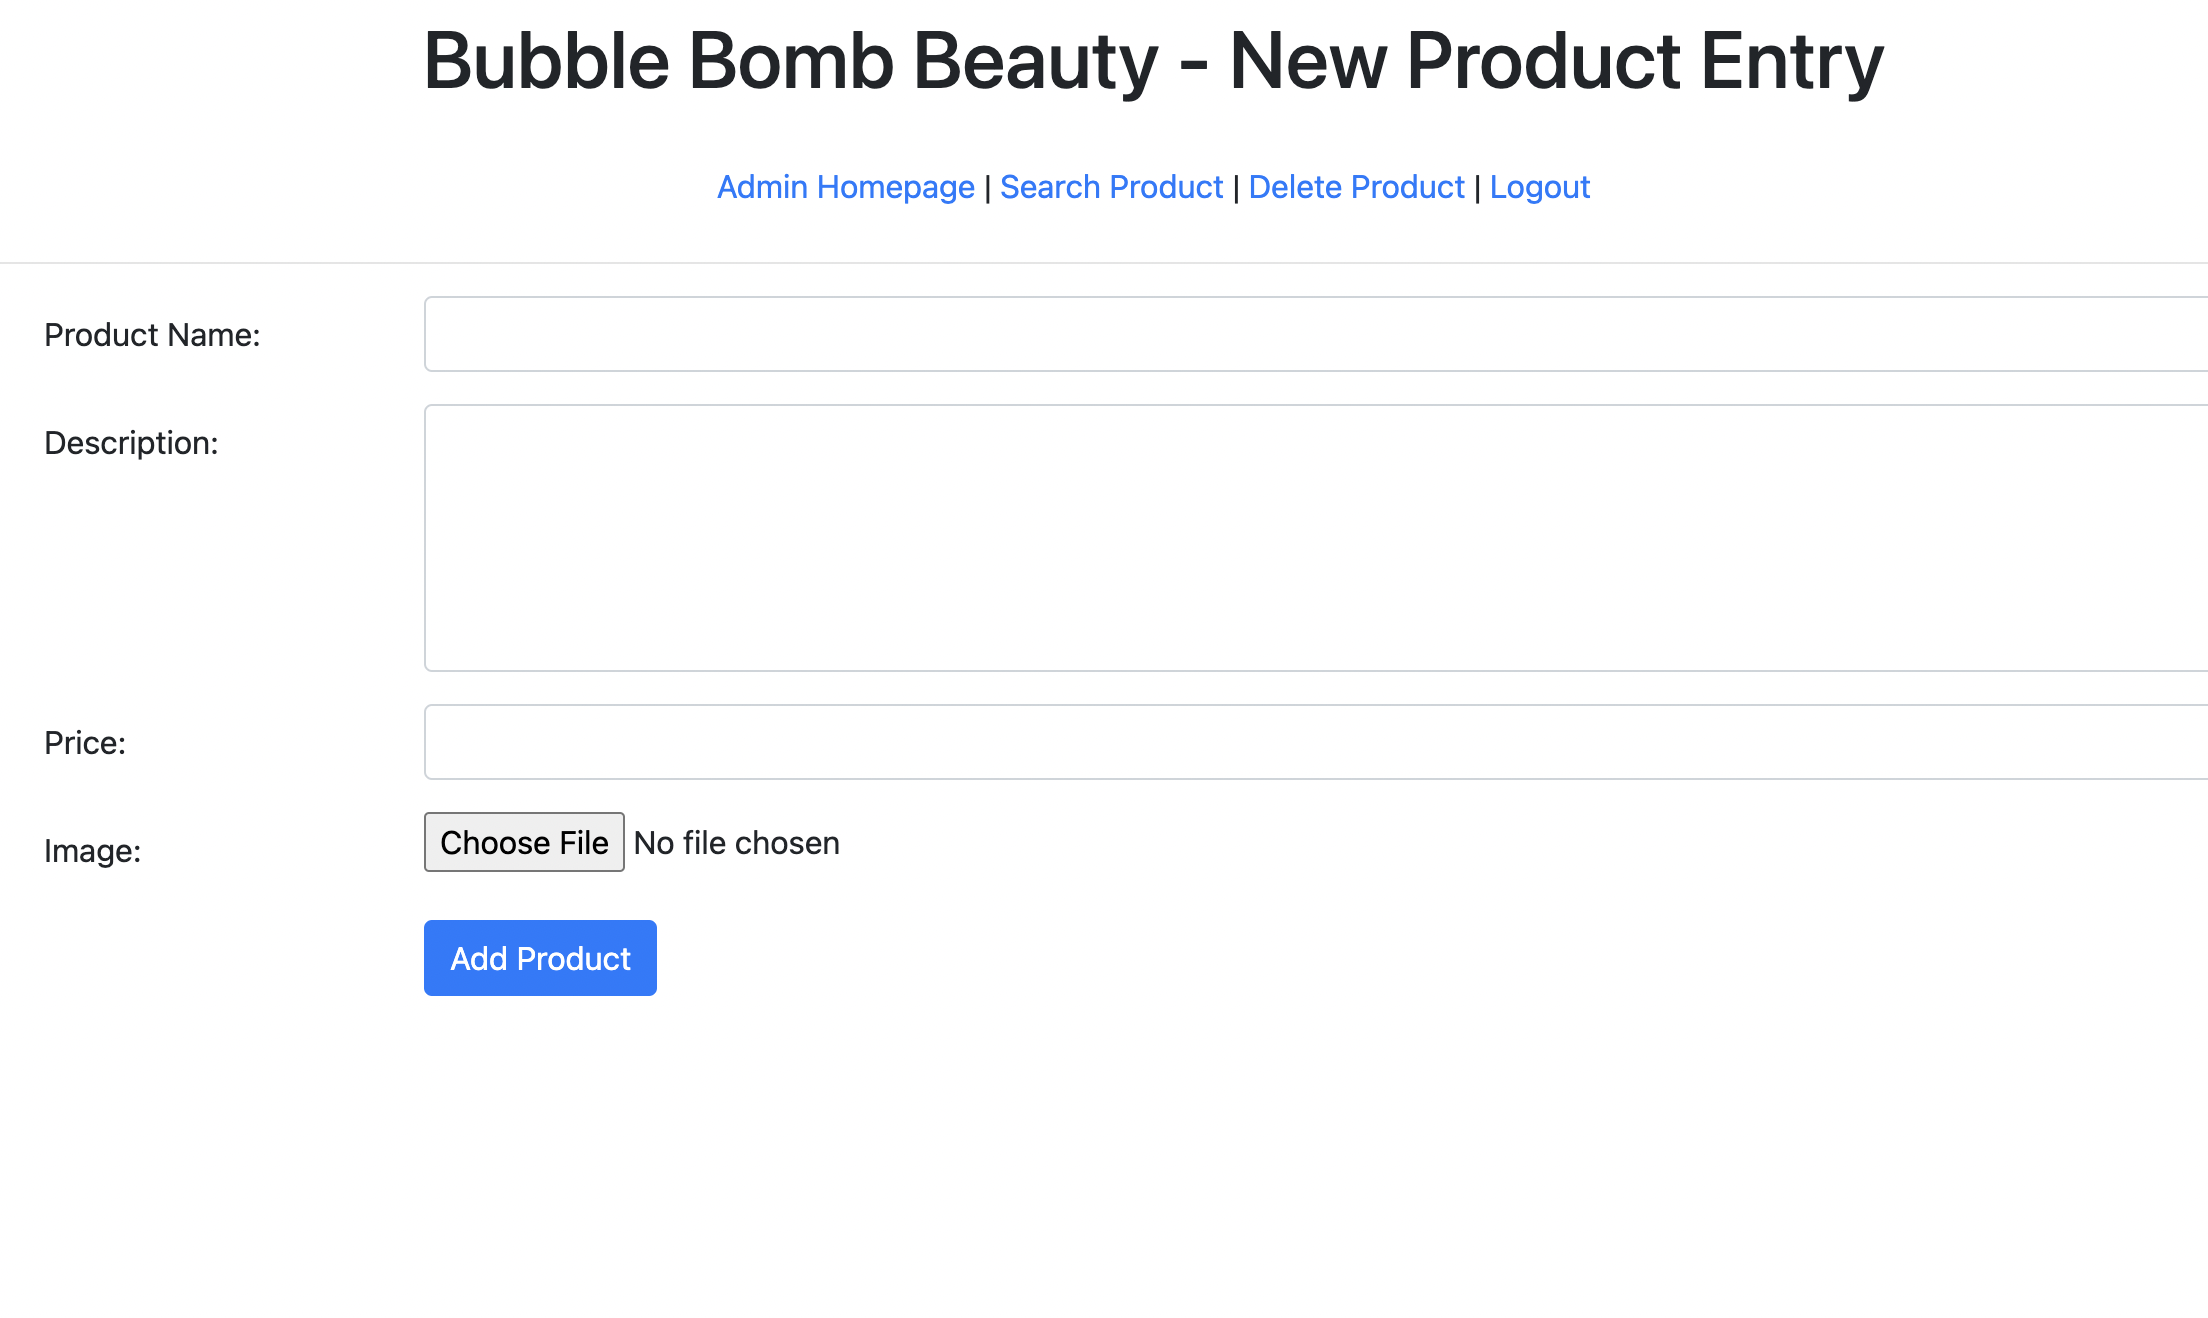 Bubble Bomb Beauty - New Product Entry
Admin Homepage | Search Product | Delete Product | Logout
Product Name:
Description:
Price:
Image: Choose File No file chosen
Add Product